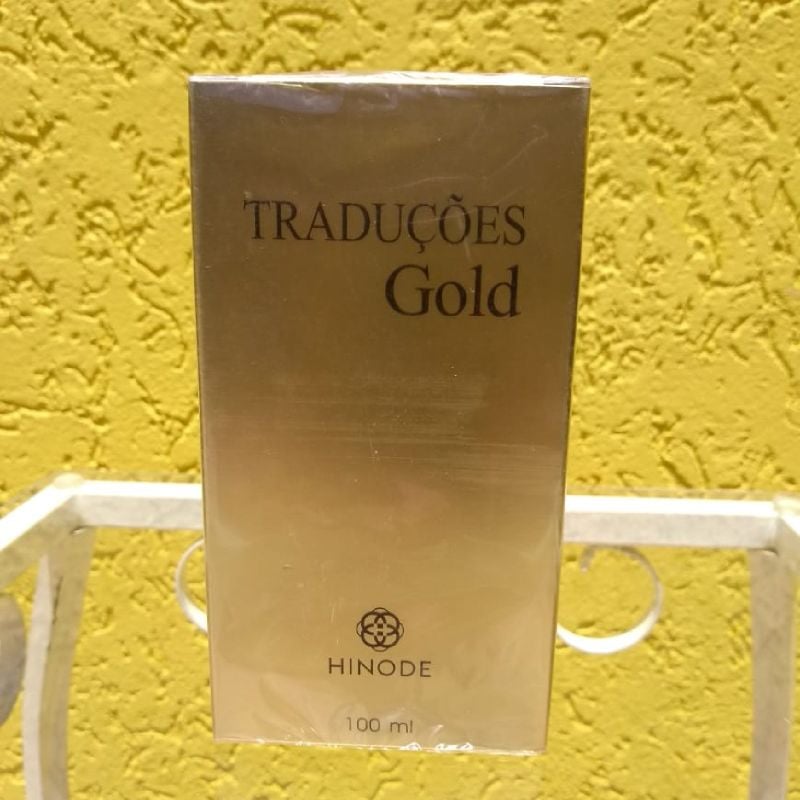 TRADUÇÕES
Gold
HINODE
100 ml